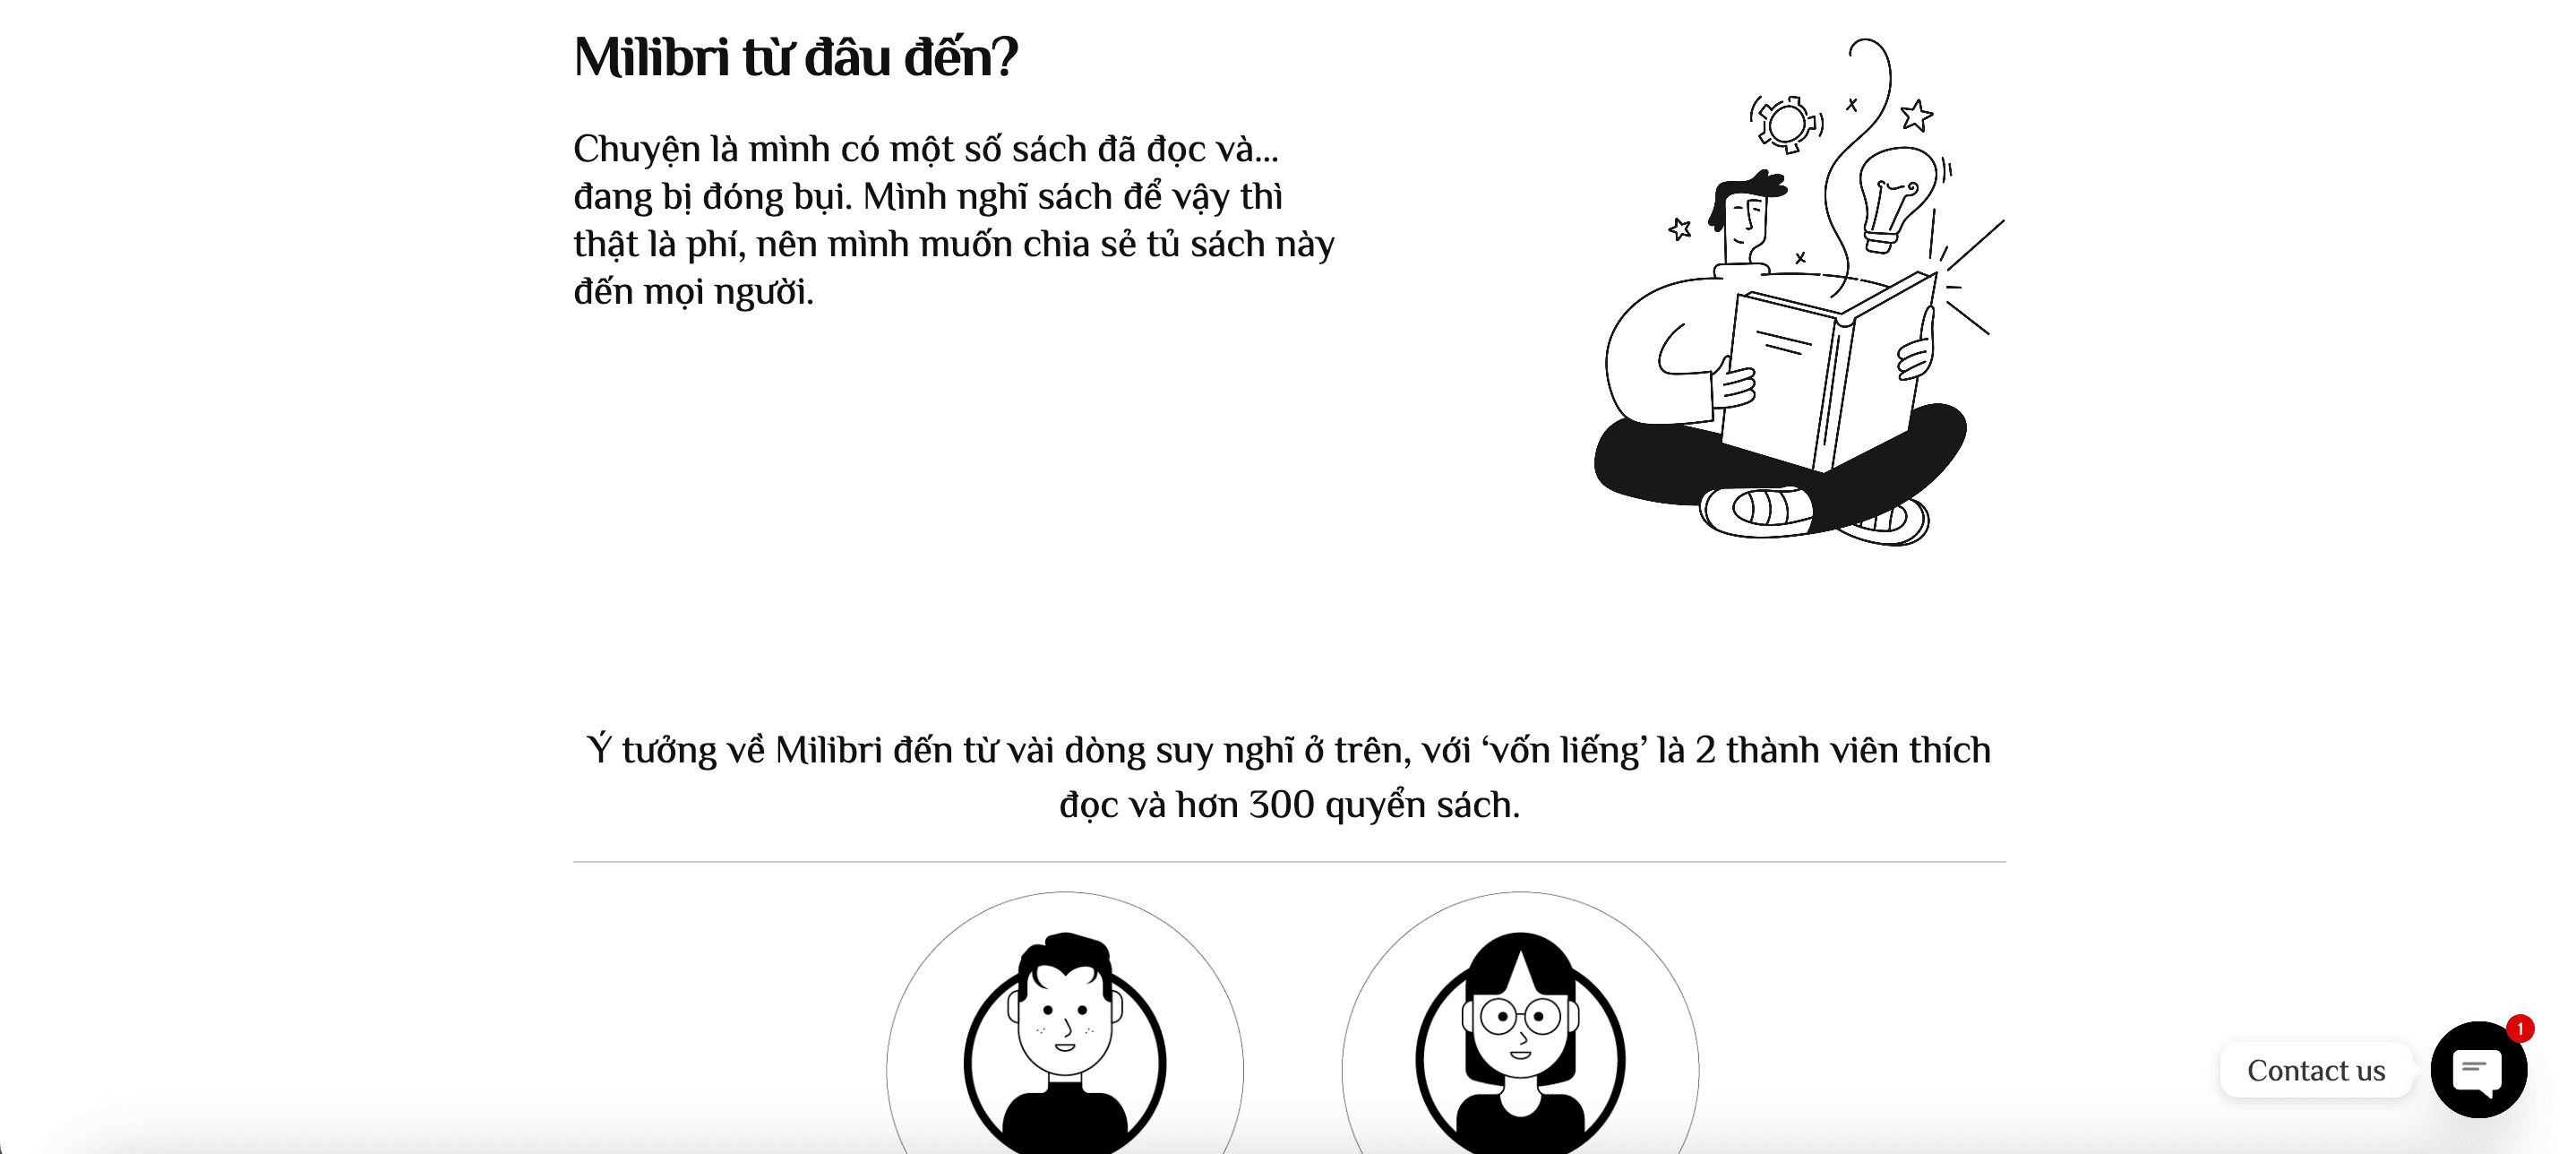 Milibri từ đâu đến?
Chuyện là mình có một số sách đã đọc và...
đang bị đóng bụi. Mình nghĩ sách để vậy thì
thật là phí, nên mình muốn chia sẻ tủ sách này
đến mọi người.
Ý tưởng về Milibri đến từ vài dòng suy nghĩ ở trên, với ‘vốn liếng’ là 2 thành viên thích
đọc và hơn 300 quyển sách.
Contact us
1